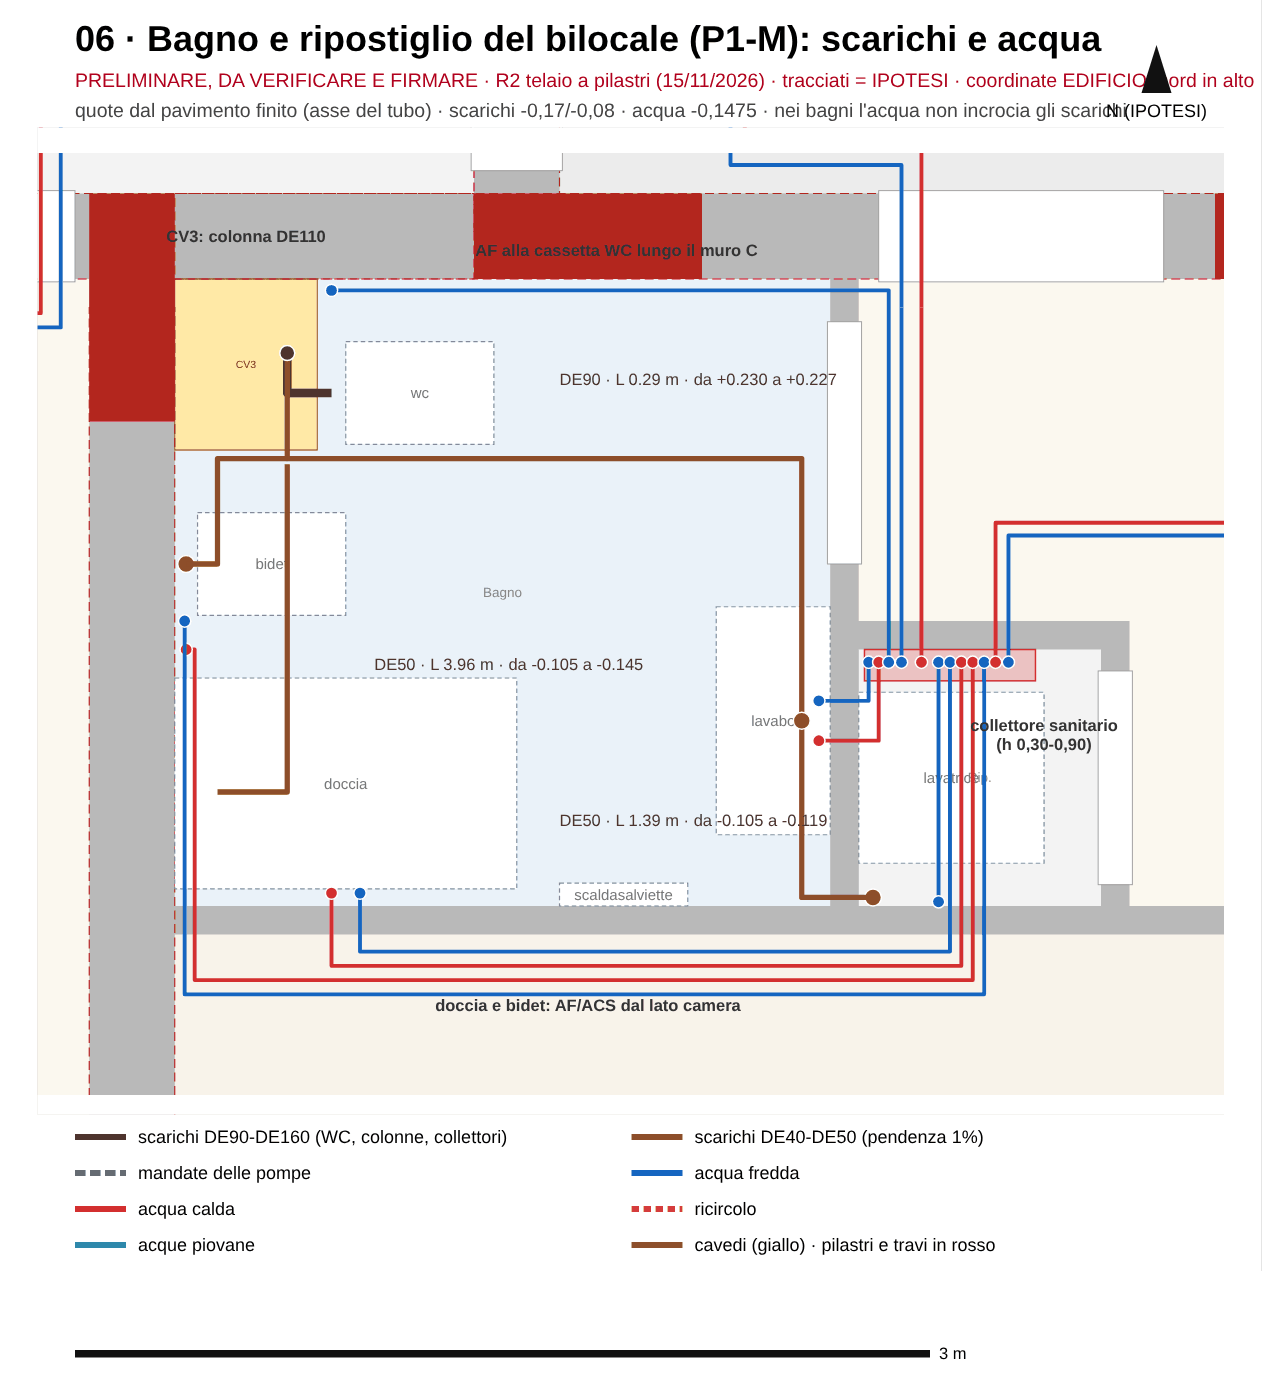 06 · Bagno e ripostiglio del bilocale (P1-M): scarichi e acqua
PRELIMINARE, DA VERIFICARE E FIRMARE · R2 telaio a pilastri (15/11/2026) · tracciati = IPOTESI · coordinate EDIFICIO, nord in alto
quote dal pavimento finito (asse del tubo) · scarichi -0,17/-0,08 · acqua -0,1475 · nei bagni l'acqua non incrocia gli scarichi
N (IPOTESI)
CV3: colonna DE110
AF alla cassetta WC lungo il muro C
CV3
wc
DE90 · L 0.29 m · da +0.230 a +0.227
bidet
Bagno
DE50 · L 3.96 m · da -0.105 a -0.145
lavabo
collettore sanitario
(h 0,30-0,90)
doccia
lavatrice
Rip.
DE50 · L 1.39 m · da -0.105 a -0.119
scaldasalviette
doccia e bidet: AF/ACS dal lato camera
scarichi DE90-DE160 (WC, colonne, collettori)
scarichi DE40-DE50 (pendenza 1%)
mandate delle pompe
acqua fredda
acqua calda
ricircolo
acque piovane
cavedi (giallo) · pilastri e travi in rosso
3 m